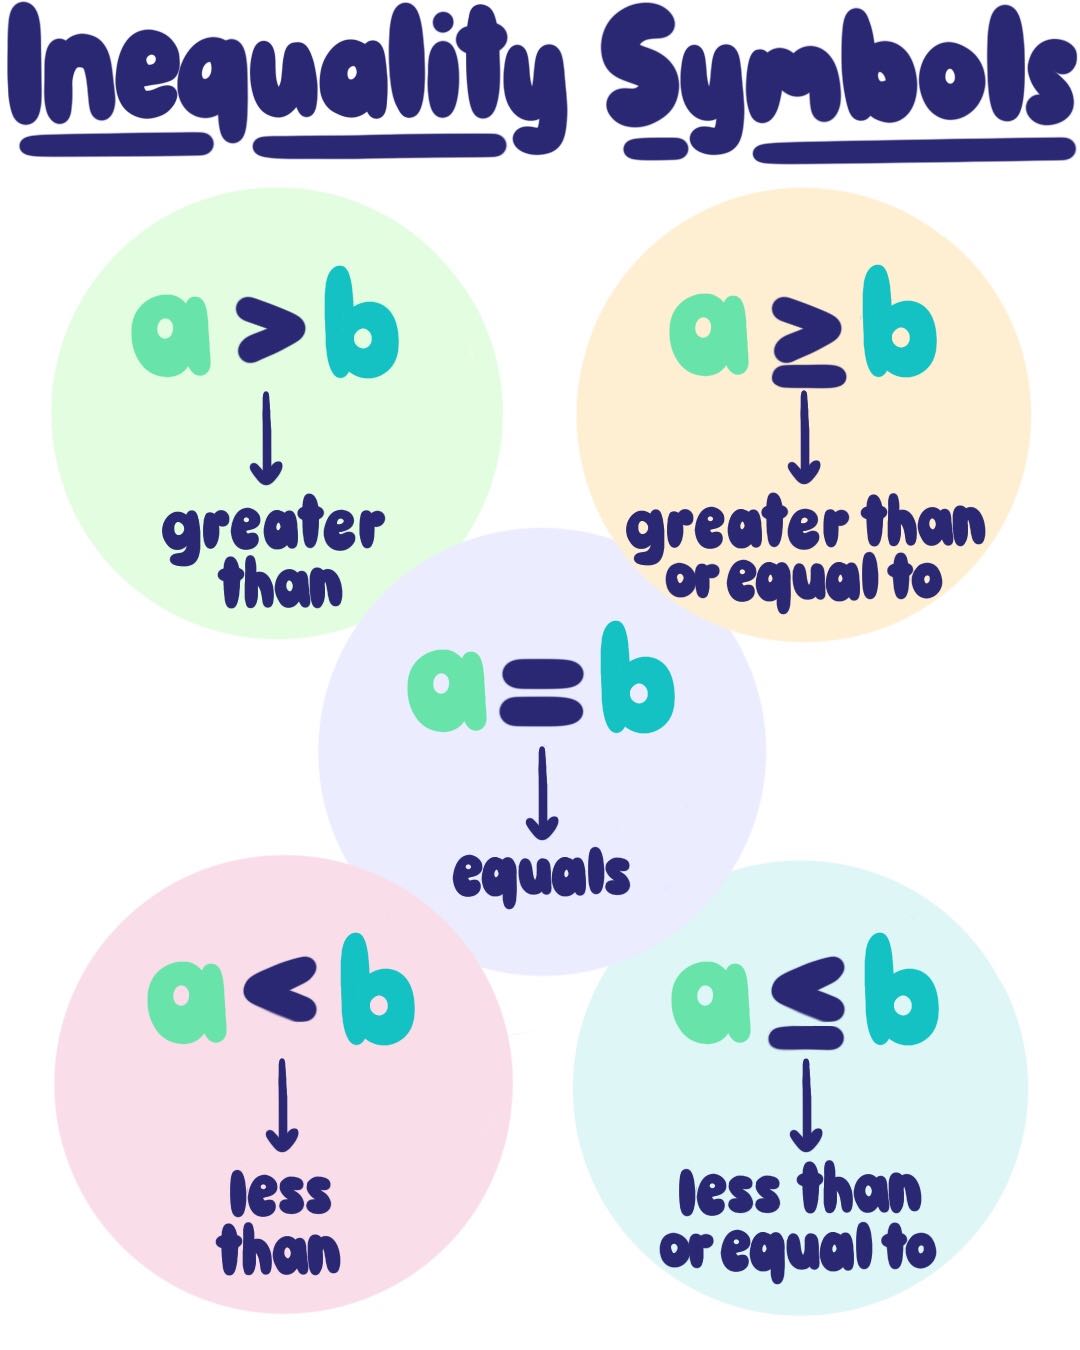 Inequality Symbols
a > b
greater
than
a ≥ b
greater than
or equal to
a = b
equals
a < b
less
than
a ≤ b
less than
or equal to